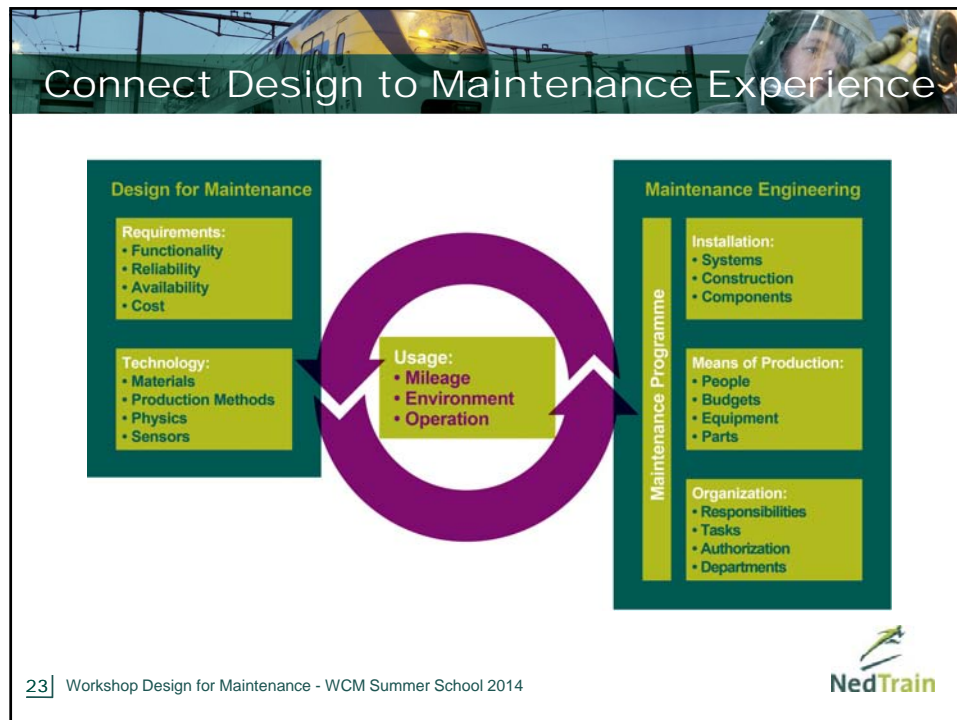 Connect Design to Maintenance Experience
Design for Maintenance
Requirements:
• Functionality
• Reliability
• Availability
• Cost
Technology:
• Materials
• Production Methods
• Physics
• Sensors
Usage:
• Mileage
• Environment
• Operation
Maintenance Engineering
Maintenance Programme
Installation:
• Systems
• Construction
• Components
Means of Production:
• People
• Budgets
• Equipment
• Parts
Organization:
• Responsibilities
• Tasks
• Authorization
• Departments
23 Workshop Design for Maintenance - WCM Summer School 2014
NedTrain